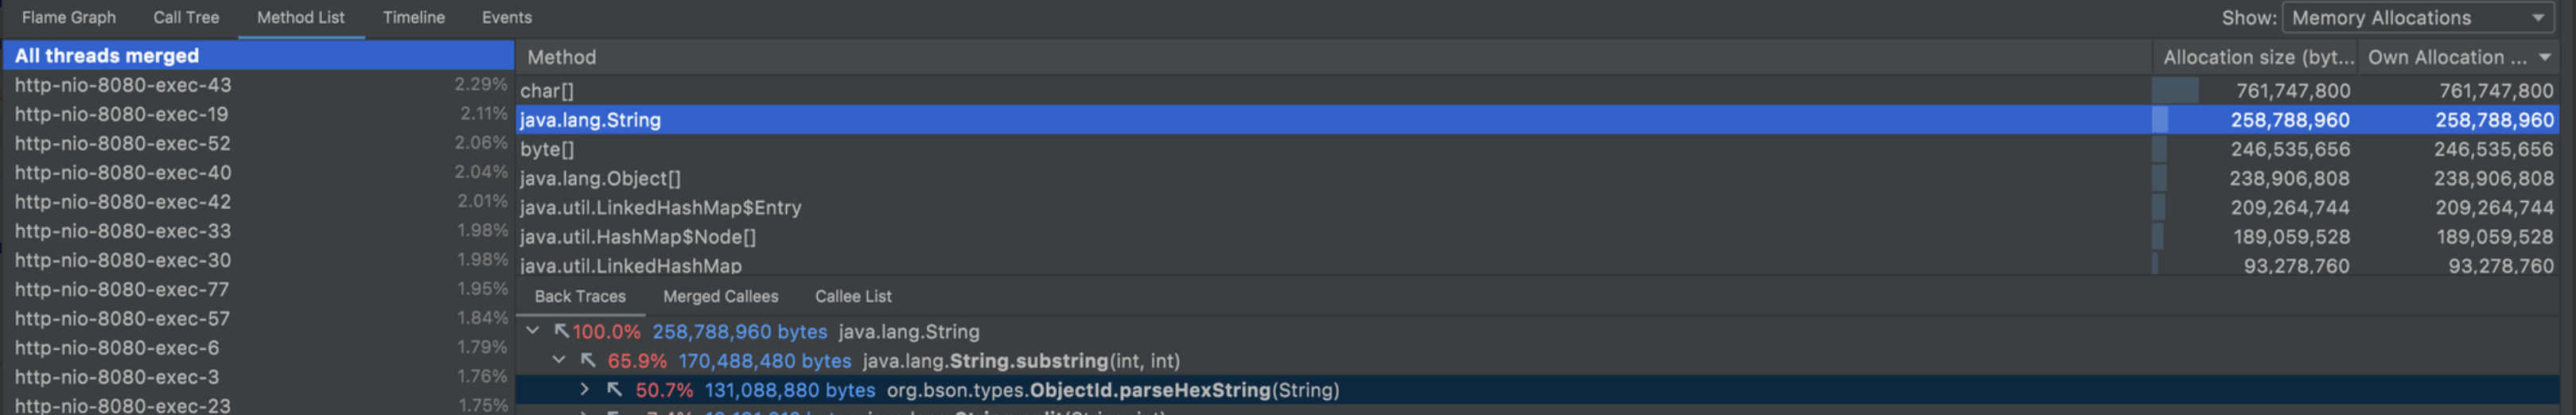 Flame Graph Call Tree Method List Timeline Events Show: Memory Allocations
All threads merged
http-nio-8080-exec-43 2.29%
http-nio-8080-exec-19 2.11%
http-nio-8080-exec-52 2.06%
http-nio-8080-exec-40 2.04%
http-nio-8080-exec-42 2.01%
http-nio-8080-exec-33 1.98%
http-nio-8080-exec-30 1.98%
http-nio-8080-exec-77 1.95%
http-nio-8080-exec-57 1.84%
http-nio-8080-exec-6 1.79%
http-nio-8080-exec-3 1.76%
http-nio-8080-exec-23 1.75%
Method Allocation size (byt... Own Allocation ...
char[] 761,747,800 761,747,800
java.lang.String 258,788,960 258,788,960
byte[] 246,535,656 246,535,656
java.lang.Object[] 238,906,808 238,906,808
java.util.LinkedHashMap$Entry 209,264,744 209,264,744
java.util.HashMap$Node[] 189,059,528 189,059,528
java.util.LinkedHashMap 93,278,760 93,278,760
Back Traces Merged Callees Callee List
100.0% 258,788,960 bytes java.lang.String
65.9% 170,488,480 bytes java.lang.String.substring(int, int)
50.7% 131,088,880 bytes org.bson.types.ObjectId.parseHexString(String)